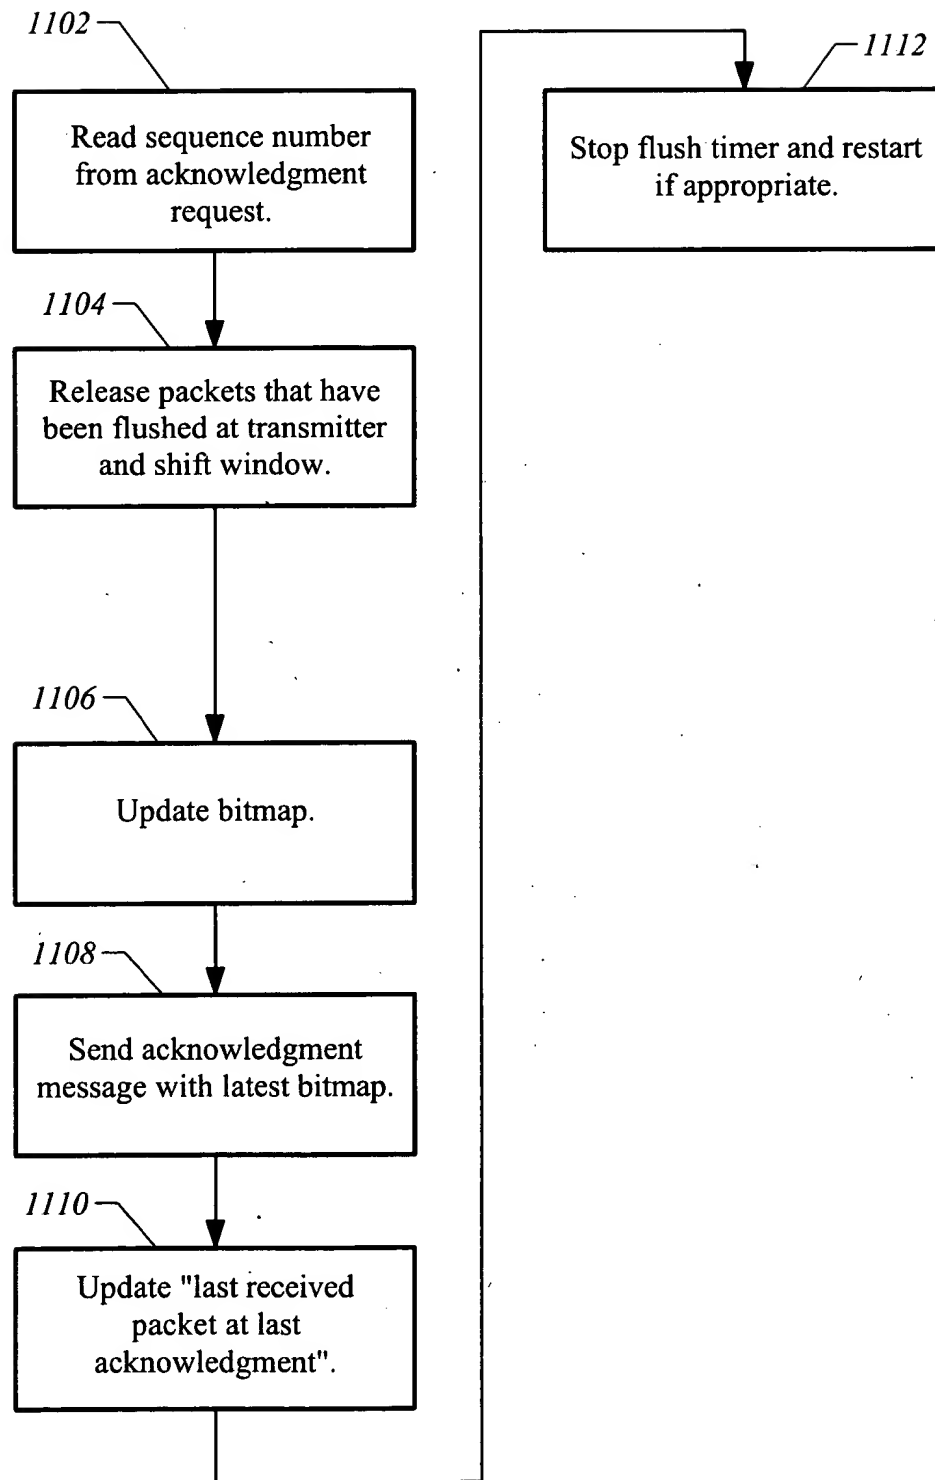 1102
Read sequence number
from acknowledgment
request.
1104
Release packets that have
been flushed at transmitter
and shift window.
1106
Update bitmap.
1108
Send acknowledgment
message with latest bitmap.
1110
Update "last received
packet at last
acknowledgment".
1112
Stop flush timer and restart
if appropriate.